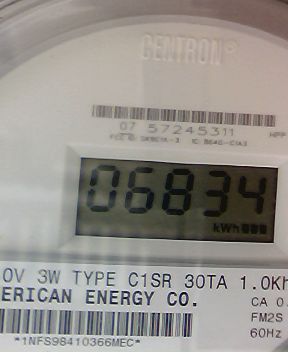 CENTRON®
07 57245311
06834
kWh
0V 3W TYPE C1SR 30TA 1.0Kh
ERICAN ENERGY CO.
CA 0.
FM2S
60Hz
*1NFS98410366MEC*